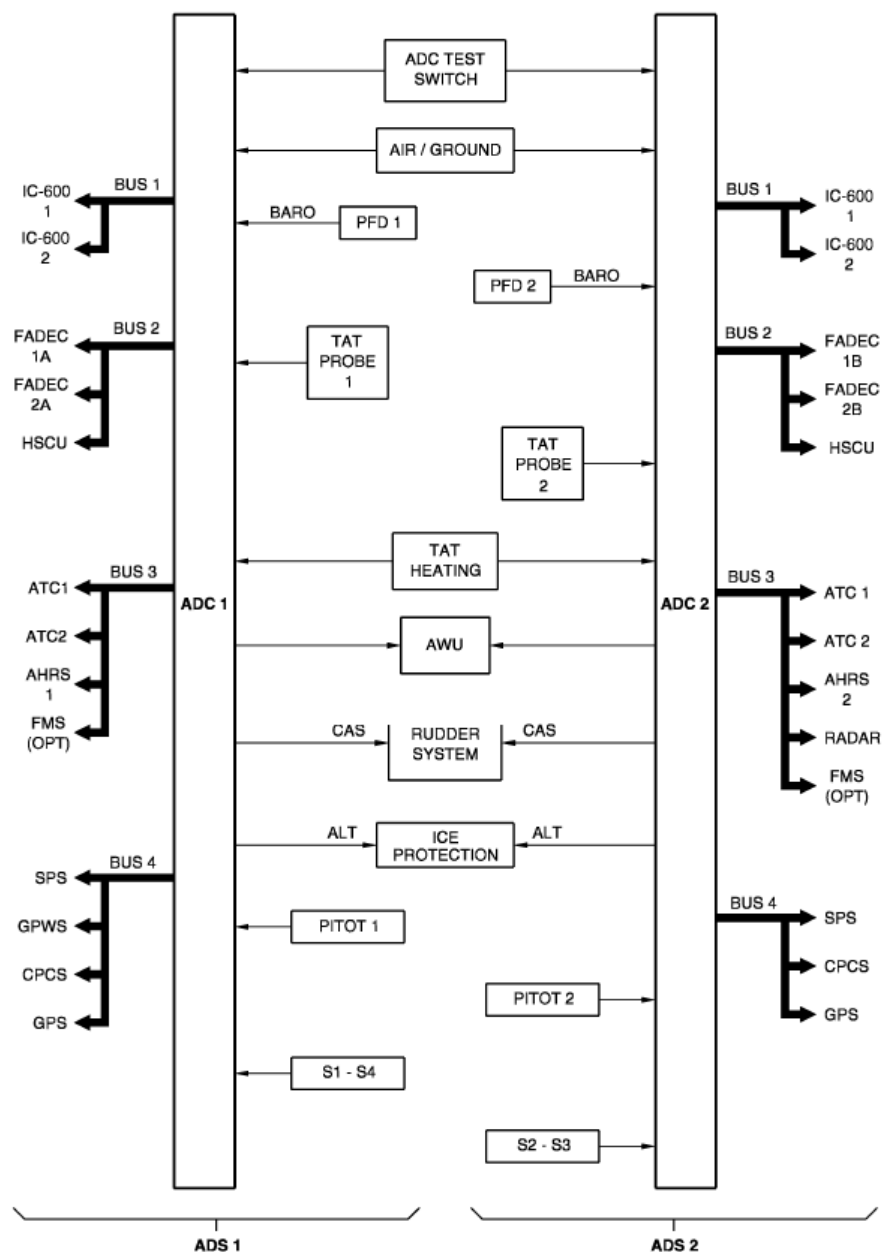 ADC TEST
SWITCH
AIR / GROUND
BUS 1
IC-600
1
IC-600
2
BARO
PFD 1
BUS 1
IC-600
1
IC-600
2
PFD 2
BARO
BUS 2
FADEC
1A
FADEC
2A
HSCU
TAT
PROBE
1
BUS 2
FADEC
1B
FADEC
2B
HSCU
TAT
PROBE
2
TAT
HEATING
BUS 3
ATC1
ATC2
AHRS
1
FMS
(OPT)
ADC 1
ADC 2
BUS 3
ATC 1
ATC 2
AHRS
2
RADAR
FMS
(OPT)
AWU
CAS
RUDDER
SYSTEM
CAS
ALT
ICE
PROTECTION
ALT
BUS 4
SPS
GPWS
CPCS
GPS
PITOT 1
BUS 4
SPS
CPCS
GPS
PITOT 2
S1 - S4
S2 - S3
ADS 1
ADS 2